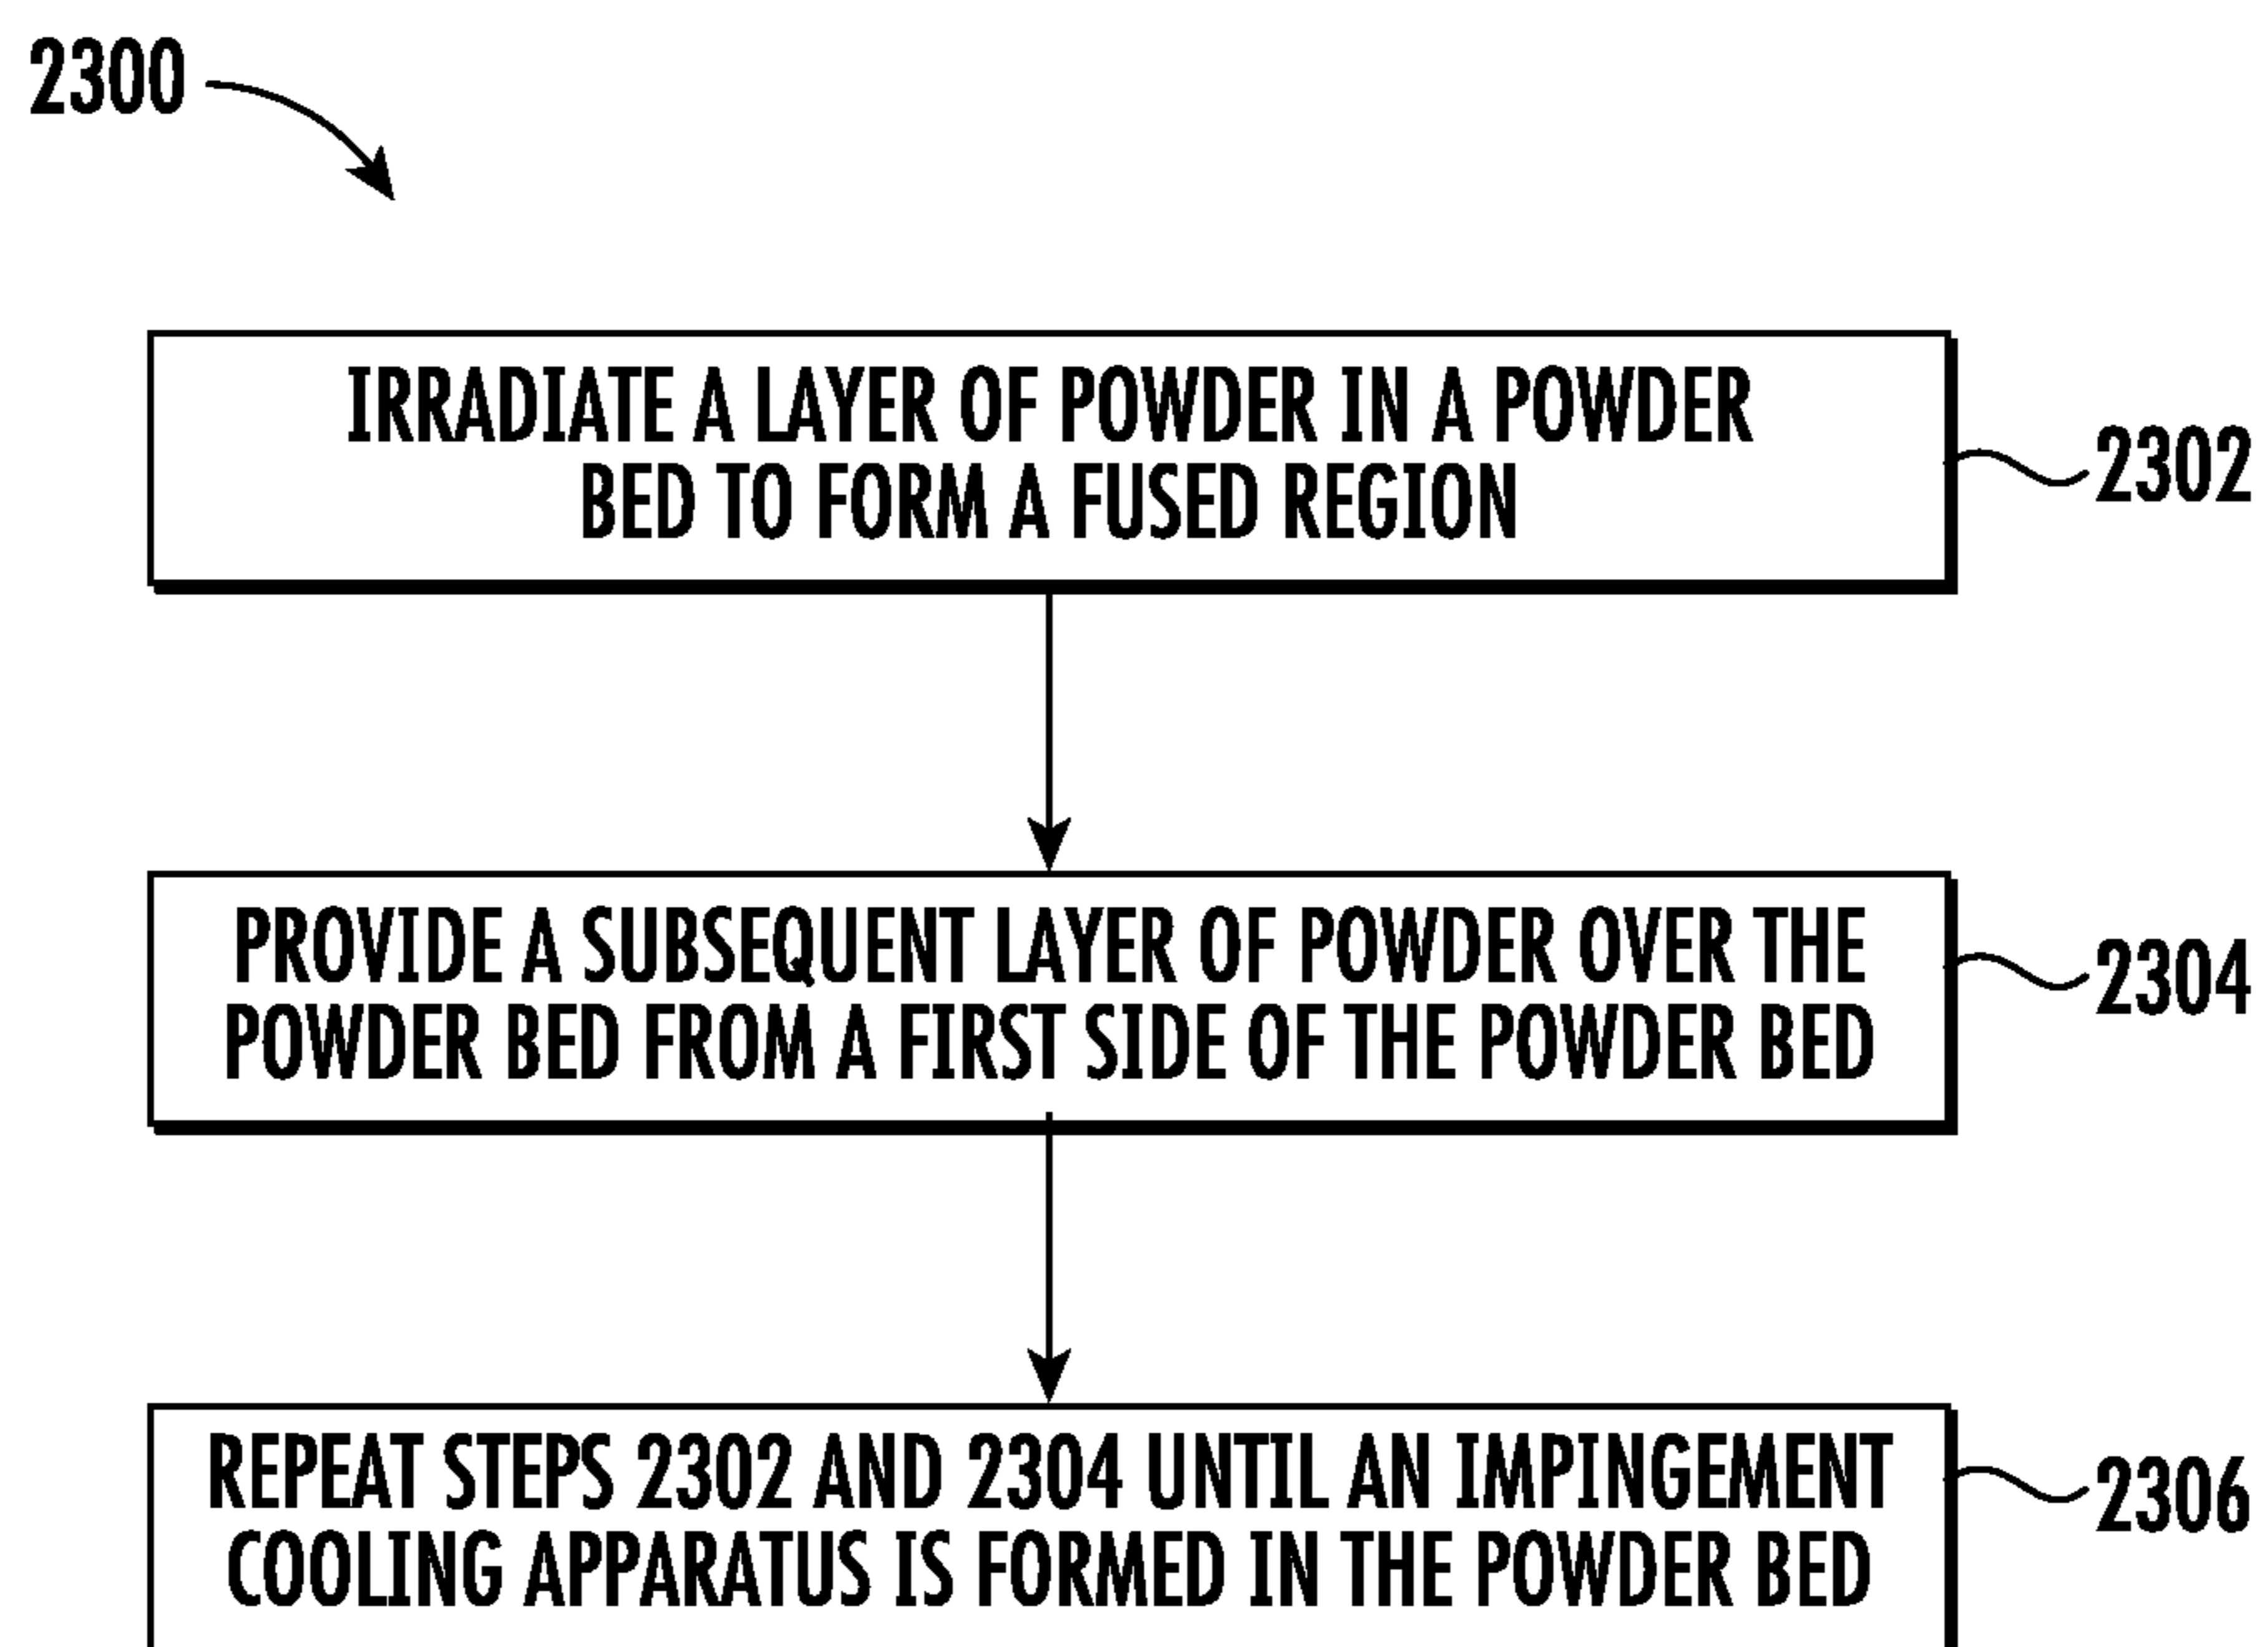 2300
IRRADIATE A LAYER OF POWDER IN A POWDER
BED TO FORM A FUSED REGION
2302
PROVIDE A SUBSEQUENT LAYER OF POWDER OVER THE
POWDER BED FROM A FIRST SIDE OF THE POWDER BED
2304
REPEAT STEPS 2302 AND 2304 UNTIL AN IMPINGEMENT
COOLING APPARATUS IS FORMED IN THE POWDER BED
2306